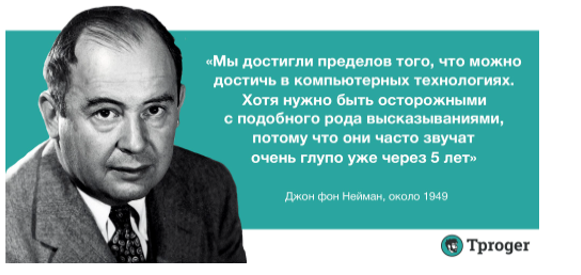 «Мы достигли пределов того, что можно
достичь в компьютерных технологиях.
Хотя нужно быть осторожными
с подобного рода высказываниями,
потому что они часто звучат
очень глупо уже через 5 лет»
Джон фон Нейман, около 1949
Tproger